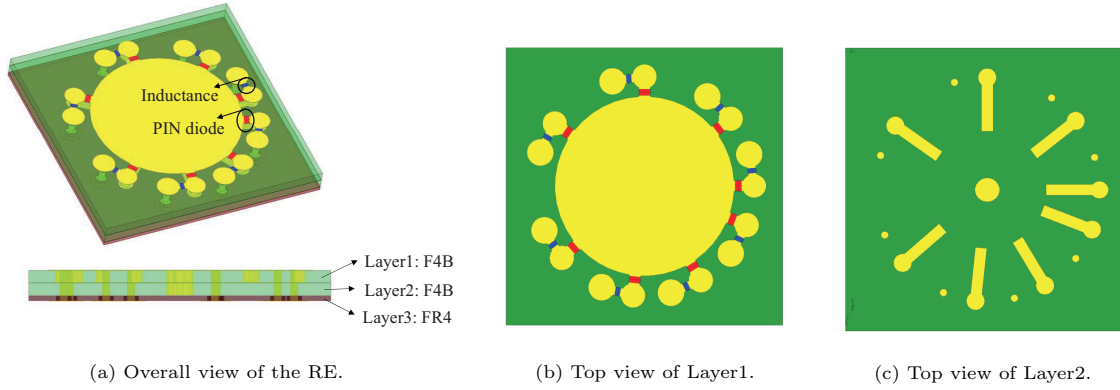 Inductance
PIN diode
Layer1: F4B
Layer2: F4B
Layer3: FR4
(a) Overall view of the RE.
(b) Top view of Layer1.
(c) Top view of Layer2.